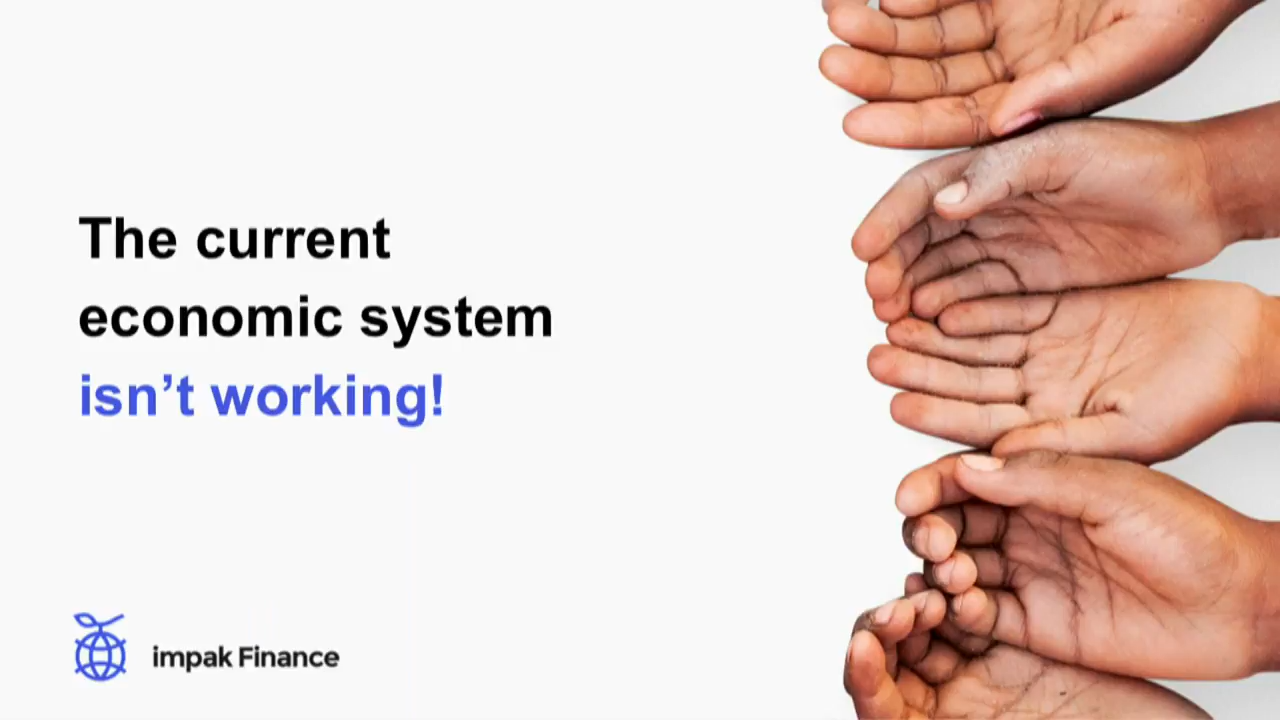 The current
economic system
isn’t working!
impak Finance